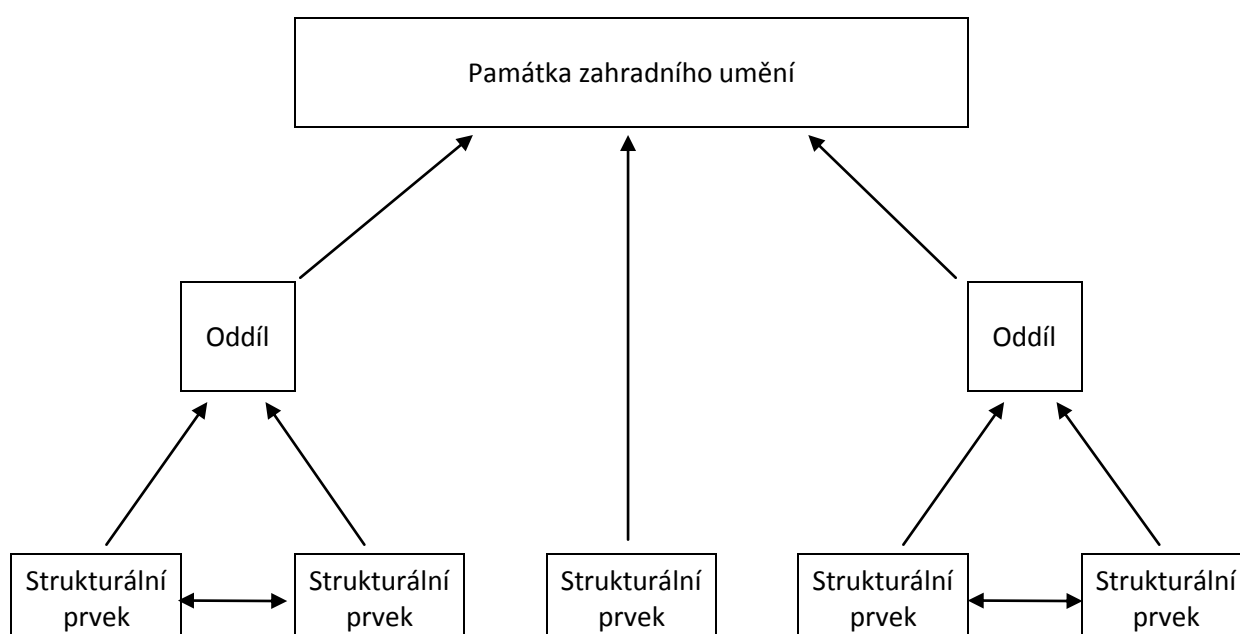 Památka zahradního umění
Oddíl
Oddíl
Strukturální
prvek
Strukturální
prvek
Strukturální
prvek
Strukturální
prvek
Strukturální
prvek